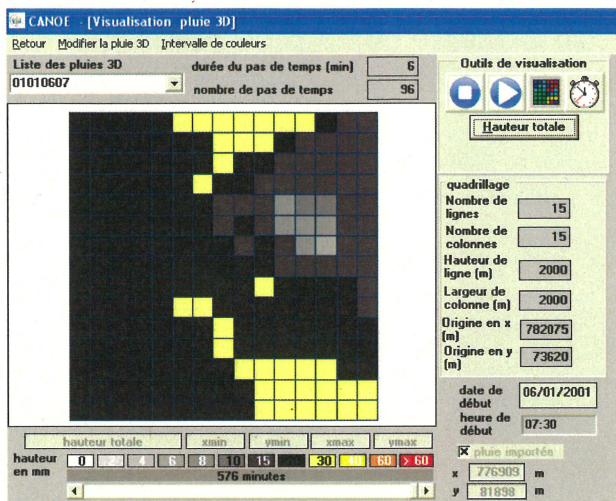 CANOE - [Visualisation pluie 3D]
Retour Modifier la pluie 3D Intervalle de couleurs
Liste des pluies 3D
01010607
durée du pas de temps (min) 6
nombre de pas de temps 96
Outils de visualisation
Hauteur totale
quadrillage
Nombre de lignes 15
Nombre de colonnes 15
Hauteur de ligne (m) 2000
Largeur de colonne (m) 2000
Origine en x (m) 782075
Origine en y (m) 73620
date de début 06/01/2001
heure de début 07:30
pluie importée
x 776909 m
y 81898 m
hauteur totale xmin ymin xmax ymax
hauteur en mm 0 2 4 6 8 10 15 30 40 60 > 60
576 minutes